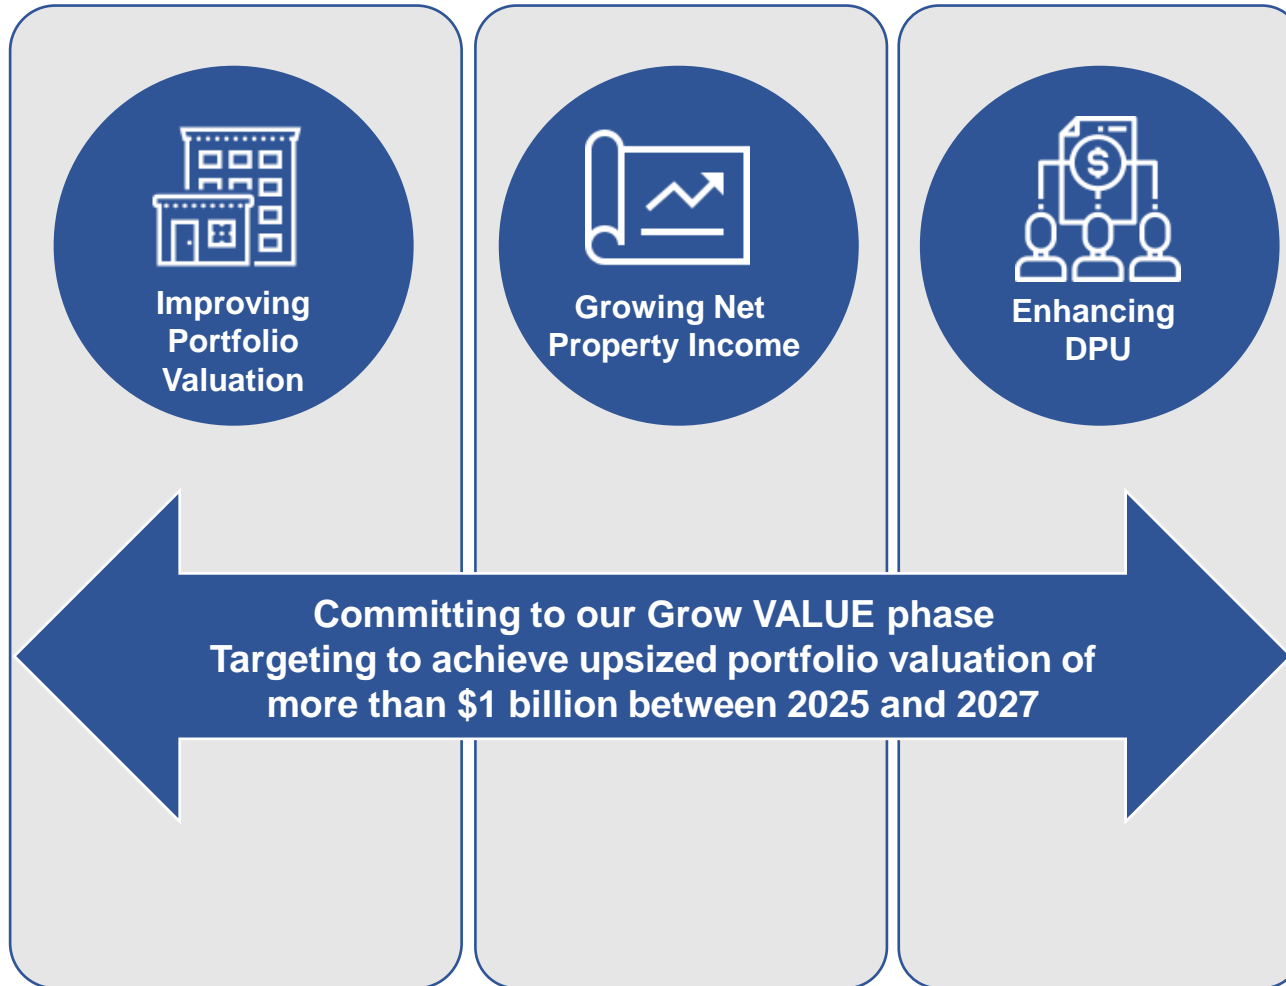 Improving
Portfolio
Valuation
Growing Net
Property Income
$
Enhancing
DPU
Committing to our Grow VALUE phase
Targeting to achieve upsized portfolio valuation of
more than $1 billion between 2025 and 2027